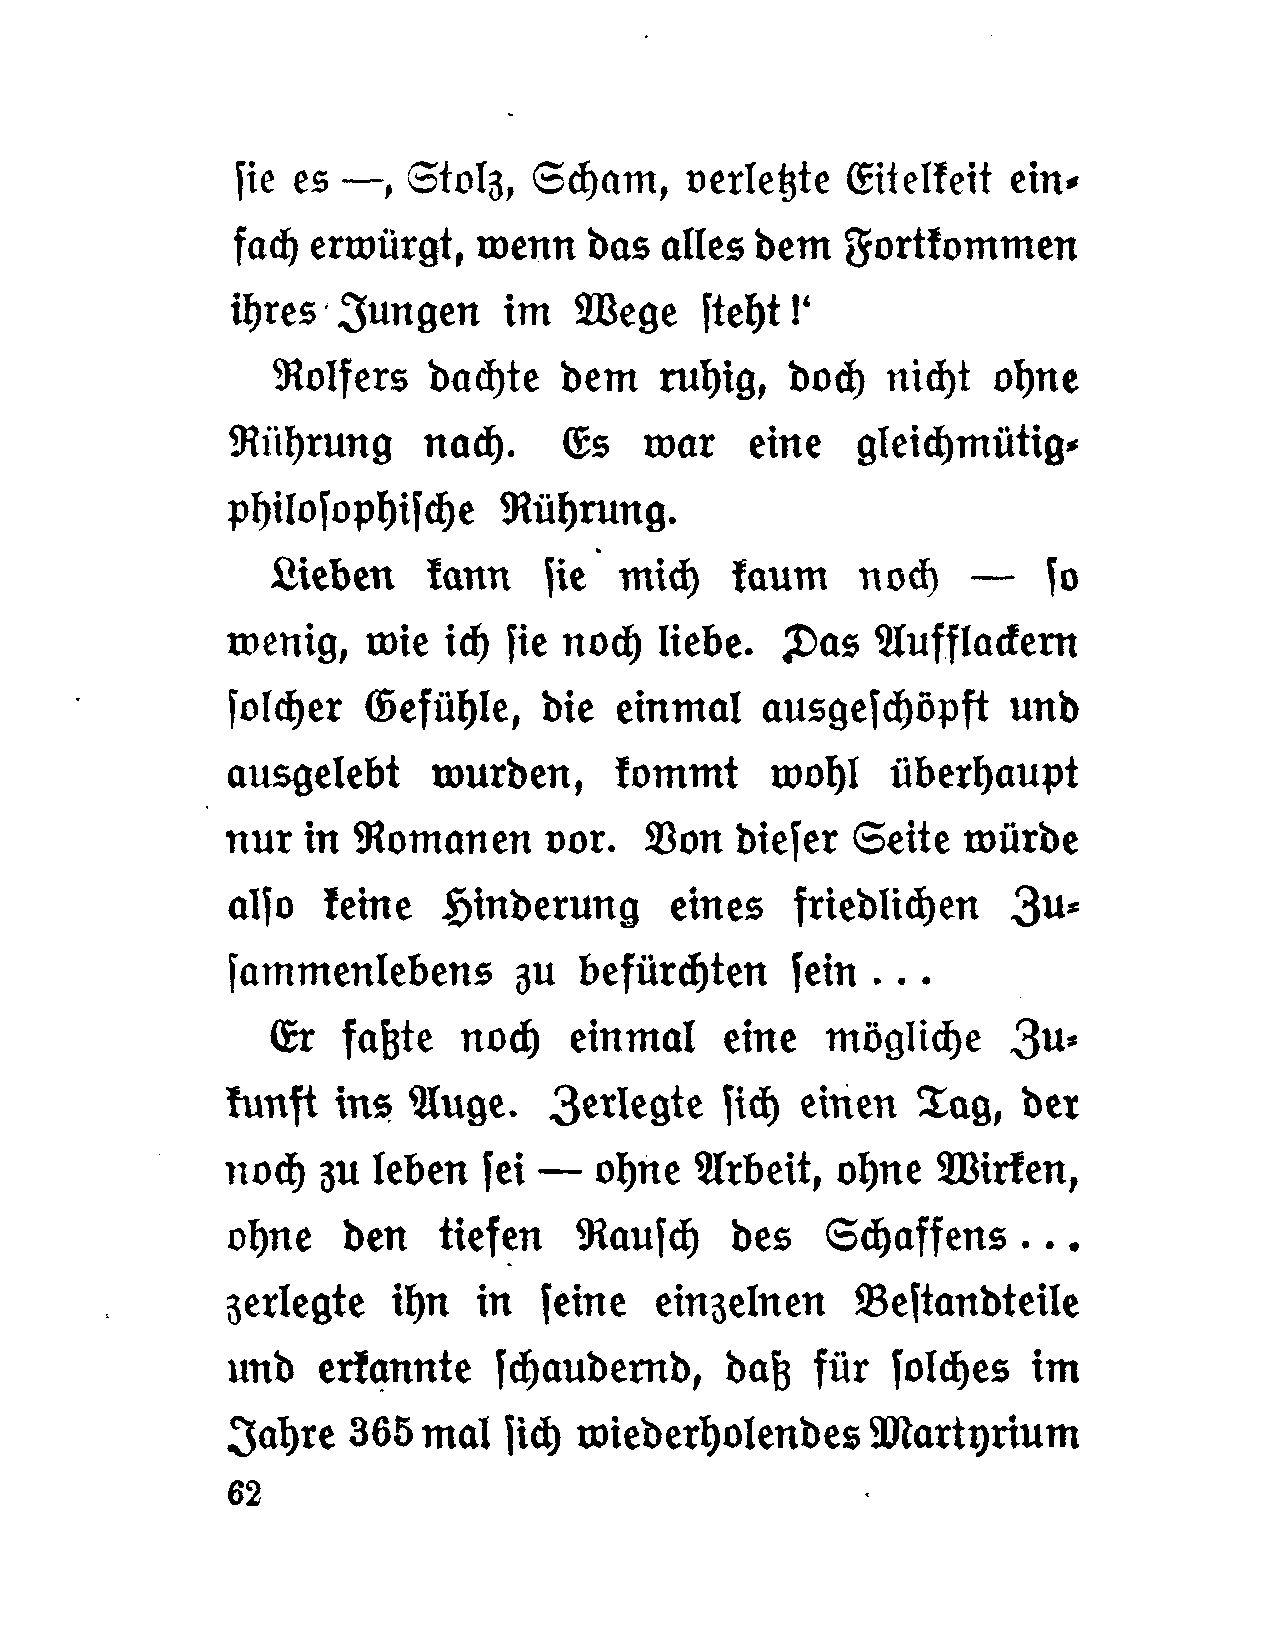 sie es —, Stolz, Scham, verletzte Eitelkeit ein-
fach erwürgt, wenn das alles dem Fortkommen
ihres Jungen im Wege steht!‘
Rolfers dachte dem ruhig, doch nicht ohne
Rührung nach. Es war eine gleichmütig-
philosophische Rührung.
Lieben kann sie mich kaum noch — so
wenig, wie ich sie noch liebe. Das Aufflackern
solcher Gefühle, die einmal ausgeschöpft und
ausgelebt wurden, kommt wohl überhaupt
nur in Romanen vor. Von dieser Seite würde
also keine Hinderung eines friedlichen Zu-
sammenlebens zu befürchten sein . . .
Er faßte noch einmal eine mögliche Zu-
kunft ins Auge. Zerlegte sich einen Tag, der
noch zu leben sei — ohne Arbeit, ohne Wirken,
ohne den tiefen Rausch des Schaffens . . .
zerlegte ihn in seine einzelnen Bestandteile
und erkannte schaudernd, daß für solches im
Jahre 365 mal sich wiederholendes Martyrium
62